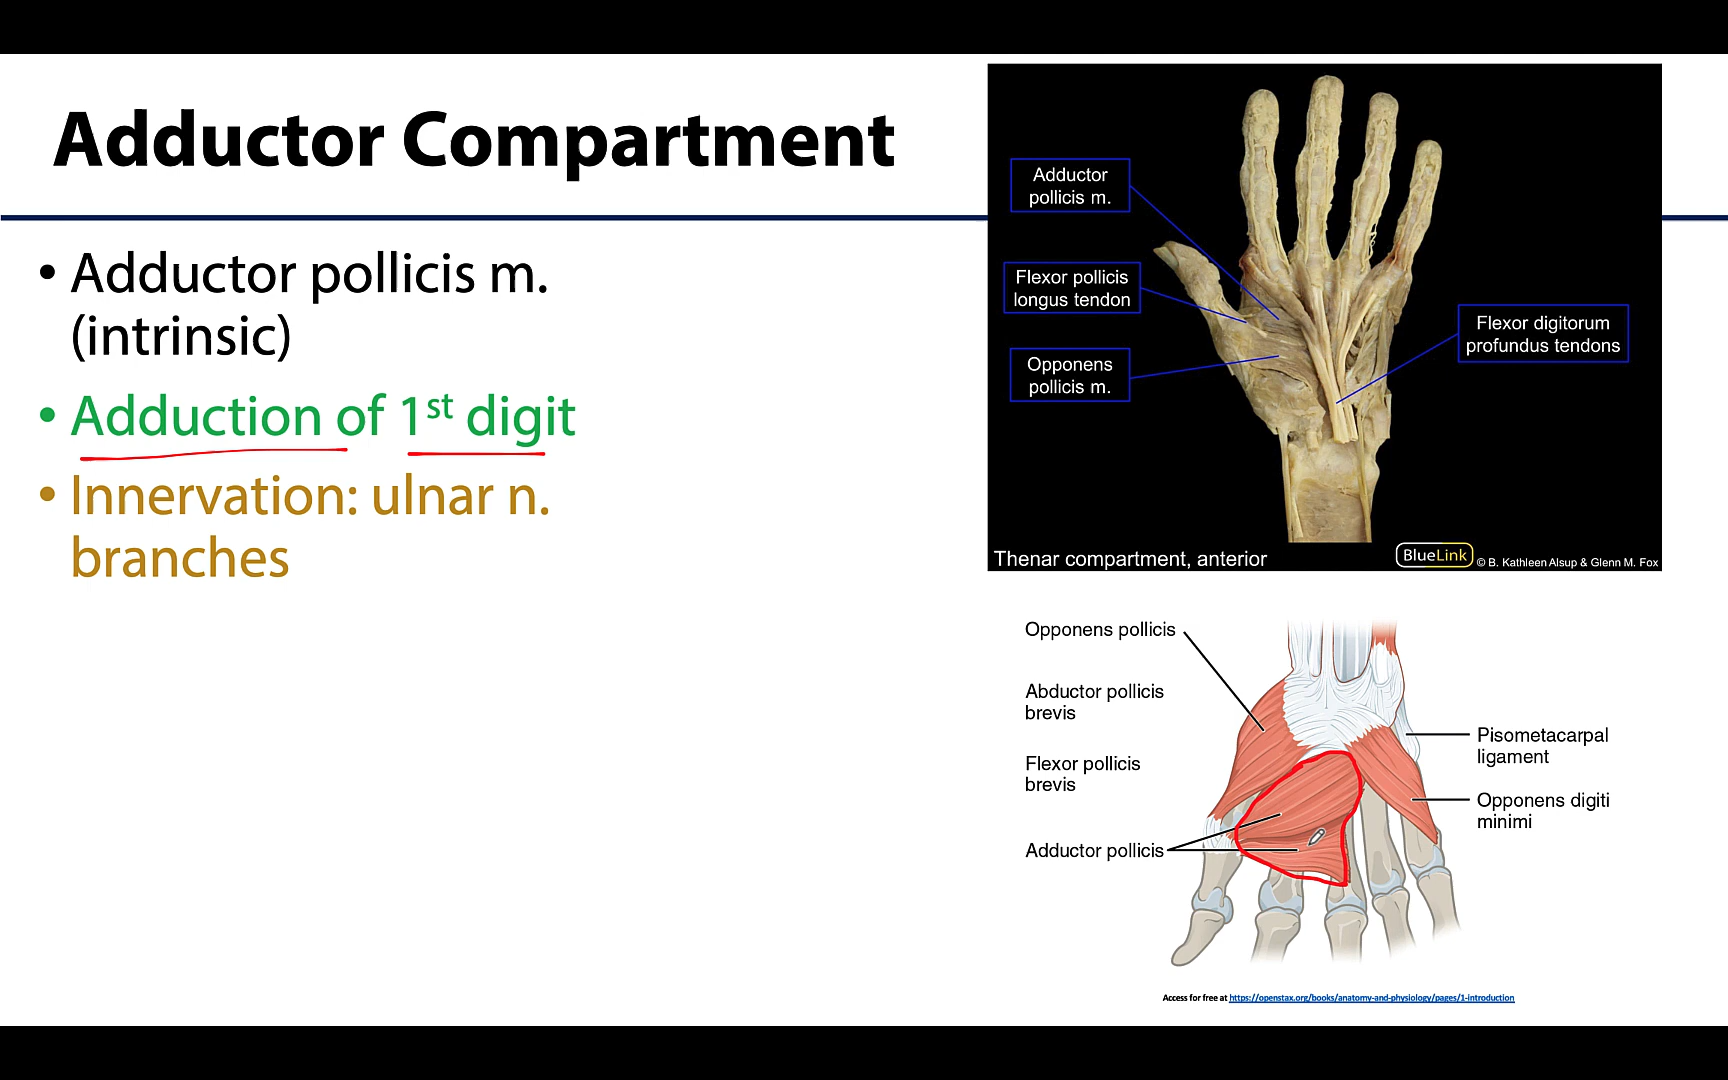 Adductor Compartment
• Adductor pollicis m.
(intrinsic)
• Adduction of 1st digit
• Innervation: ulnar n.
branches
Adductor
pollicis m.
Flexor pollicis
longus tendon
Opponens
pollicis m.
Flexor digitorum
profundus tendons
Thenar compartment, anterior
BlueLink © B. Kathleen Alsup & Glenn M. Fox
Opponens pollicis
Abductor pollicis
brevis
Flexor pollicis
brevis
Adductor pollicis
Pisometacarpal
ligament
Opponens digiti
minimi
Access for free at https://openstax.org/books/anatomy-and-physiology/pages/1-introduction